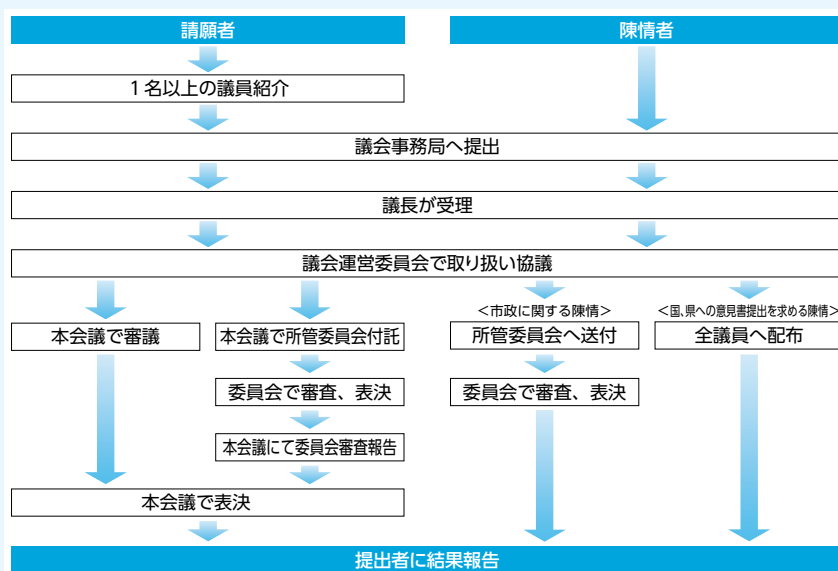 請願者
陳情者
1名以上の議員紹介
議会事務局へ提出
議長が受理
議会運営委員会で取り扱い協議
<市政に関する陳情>
<国、県への意見書提出を求める陳情>
本会議で審議
本会議で所管委員会付託
所管委員会へ送付
全議員へ配布
委員会で審査、表決
委員会で審査、表決
本会議にて委員会審査報告
本会議で表決
提出者に結果報告